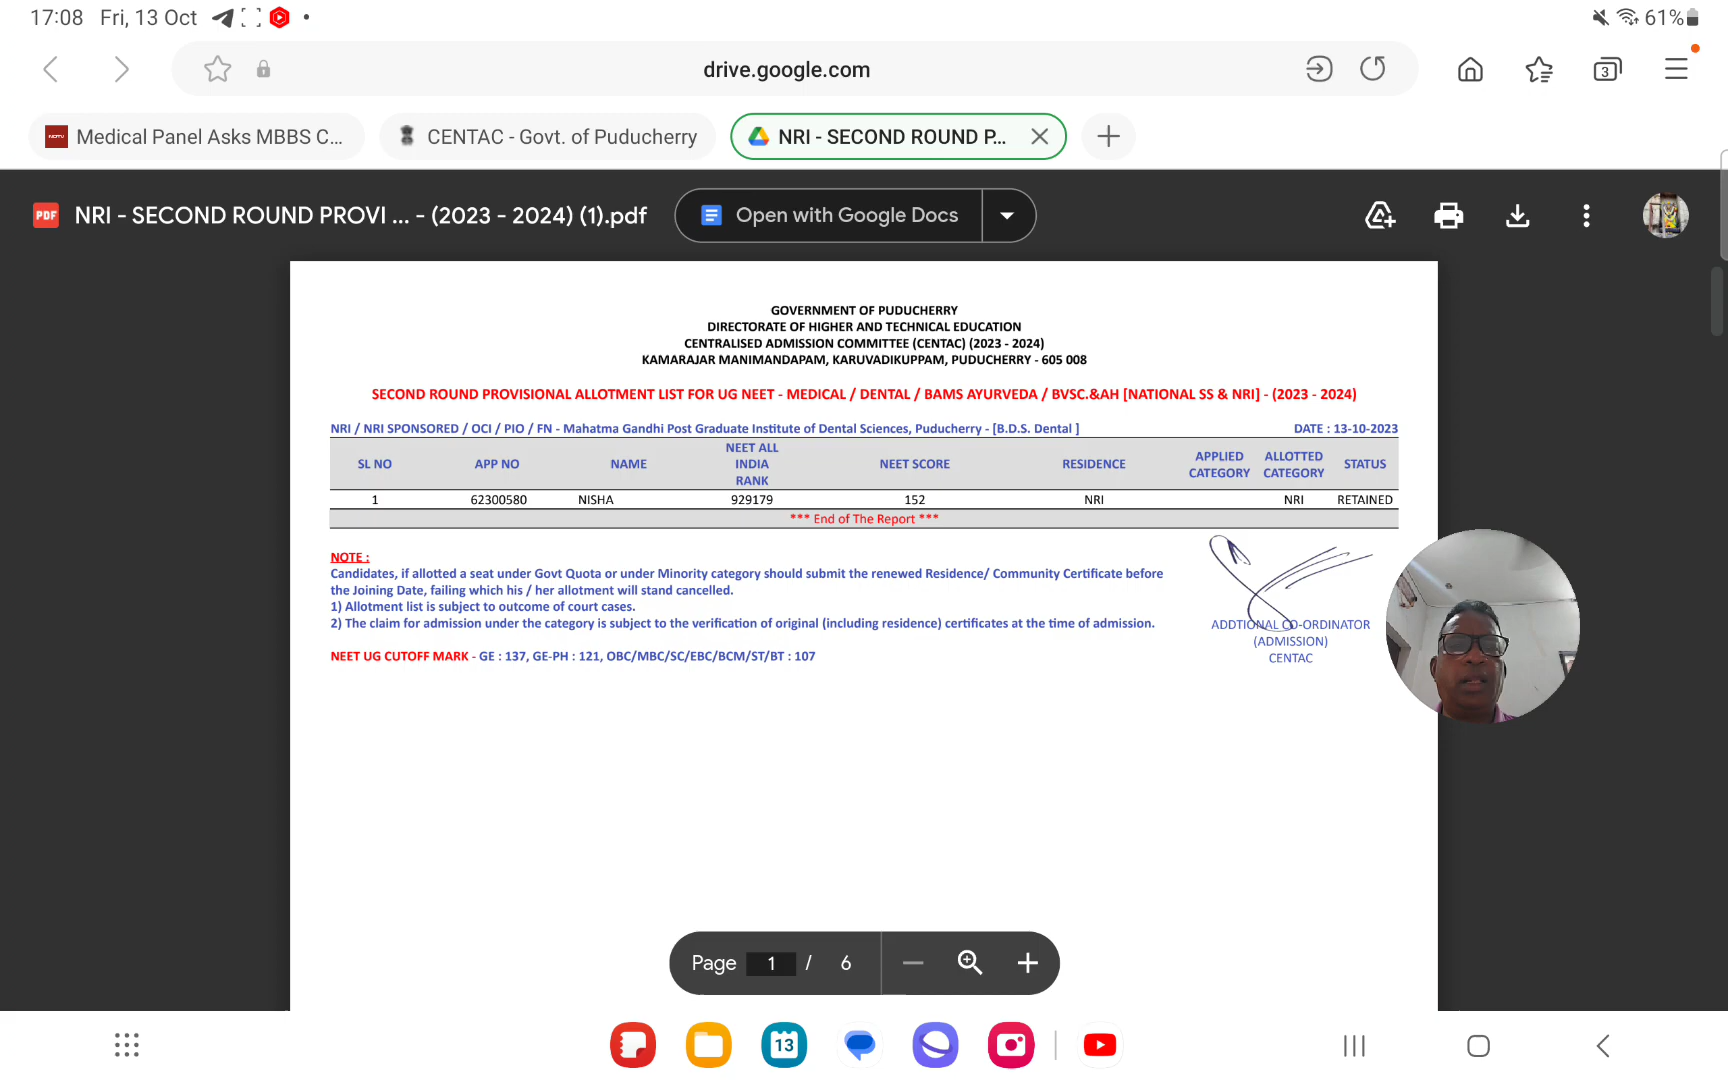 17:08 Fri, 13 Oct
61%
drive.google.com
3
NDTV Medical Panel Asks MBBS C...
CENTAC - Govt. of Puducherry
NRI - SECOND ROUND P...
PDF NRI - SECOND ROUND PROVI ... - (2023 - 2024) (1).pdf
Open with Google Docs
GOVERNMENT OF PUDUCHERRY
DIRECTORATE OF HIGHER AND TECHNICAL EDUCATION
CENTRALISED ADMISSION COMMITTEE (CENTAC) (2023 - 2024)
KAMARAJAR MANIMANDAPAM, KARUVADIKUPPAM, PUDUCHERRY - 605 008
SECOND ROUND PROVISIONAL ALLOTMENT LIST FOR UG NEET - MEDICAL / DENTAL / BAMS AYURVEDA / BVSC.&AH [NATIONAL SS & NRI] - (2023 - 2024)
NRI / NRI SPONSORED / OCI / PIO / FN - Mahatma Gandhi Post Graduate Institute of Dental Sciences, Puducherry - [B.D.S. Dental ] DATE : 13-10-2023
SL NO APP NO NAME NEET ALL INDIA RANK NEET SCORE RESIDENCE APPLIED CATEGORY ALLOTTED CATEGORY STATUS
1 62300580 NISHA 929179 152 NRI NRI RETAINED
*** End of The Report ***
NOTE :
Candidates, if allotted a seat under Govt Quota or under Minority category should submit the renewed Residence/ Community Certificate before
the Joining Date, failing which his / her allotment will stand cancelled.
1) Allotment list is subject to outcome of court cases.
2) The claim for admission under the category is subject to the verification of original (including residence) certificates at the time of admission.
NEET UG CUTOFF MARK - GE : 137, GE-PH : 121, OBC/MBC/SC/EBC/BCM/ST/BT : 107
ADDTIONAL CO-ORDINATOR
(ADMISSION)
CENTAC
Page 1 / 6
13